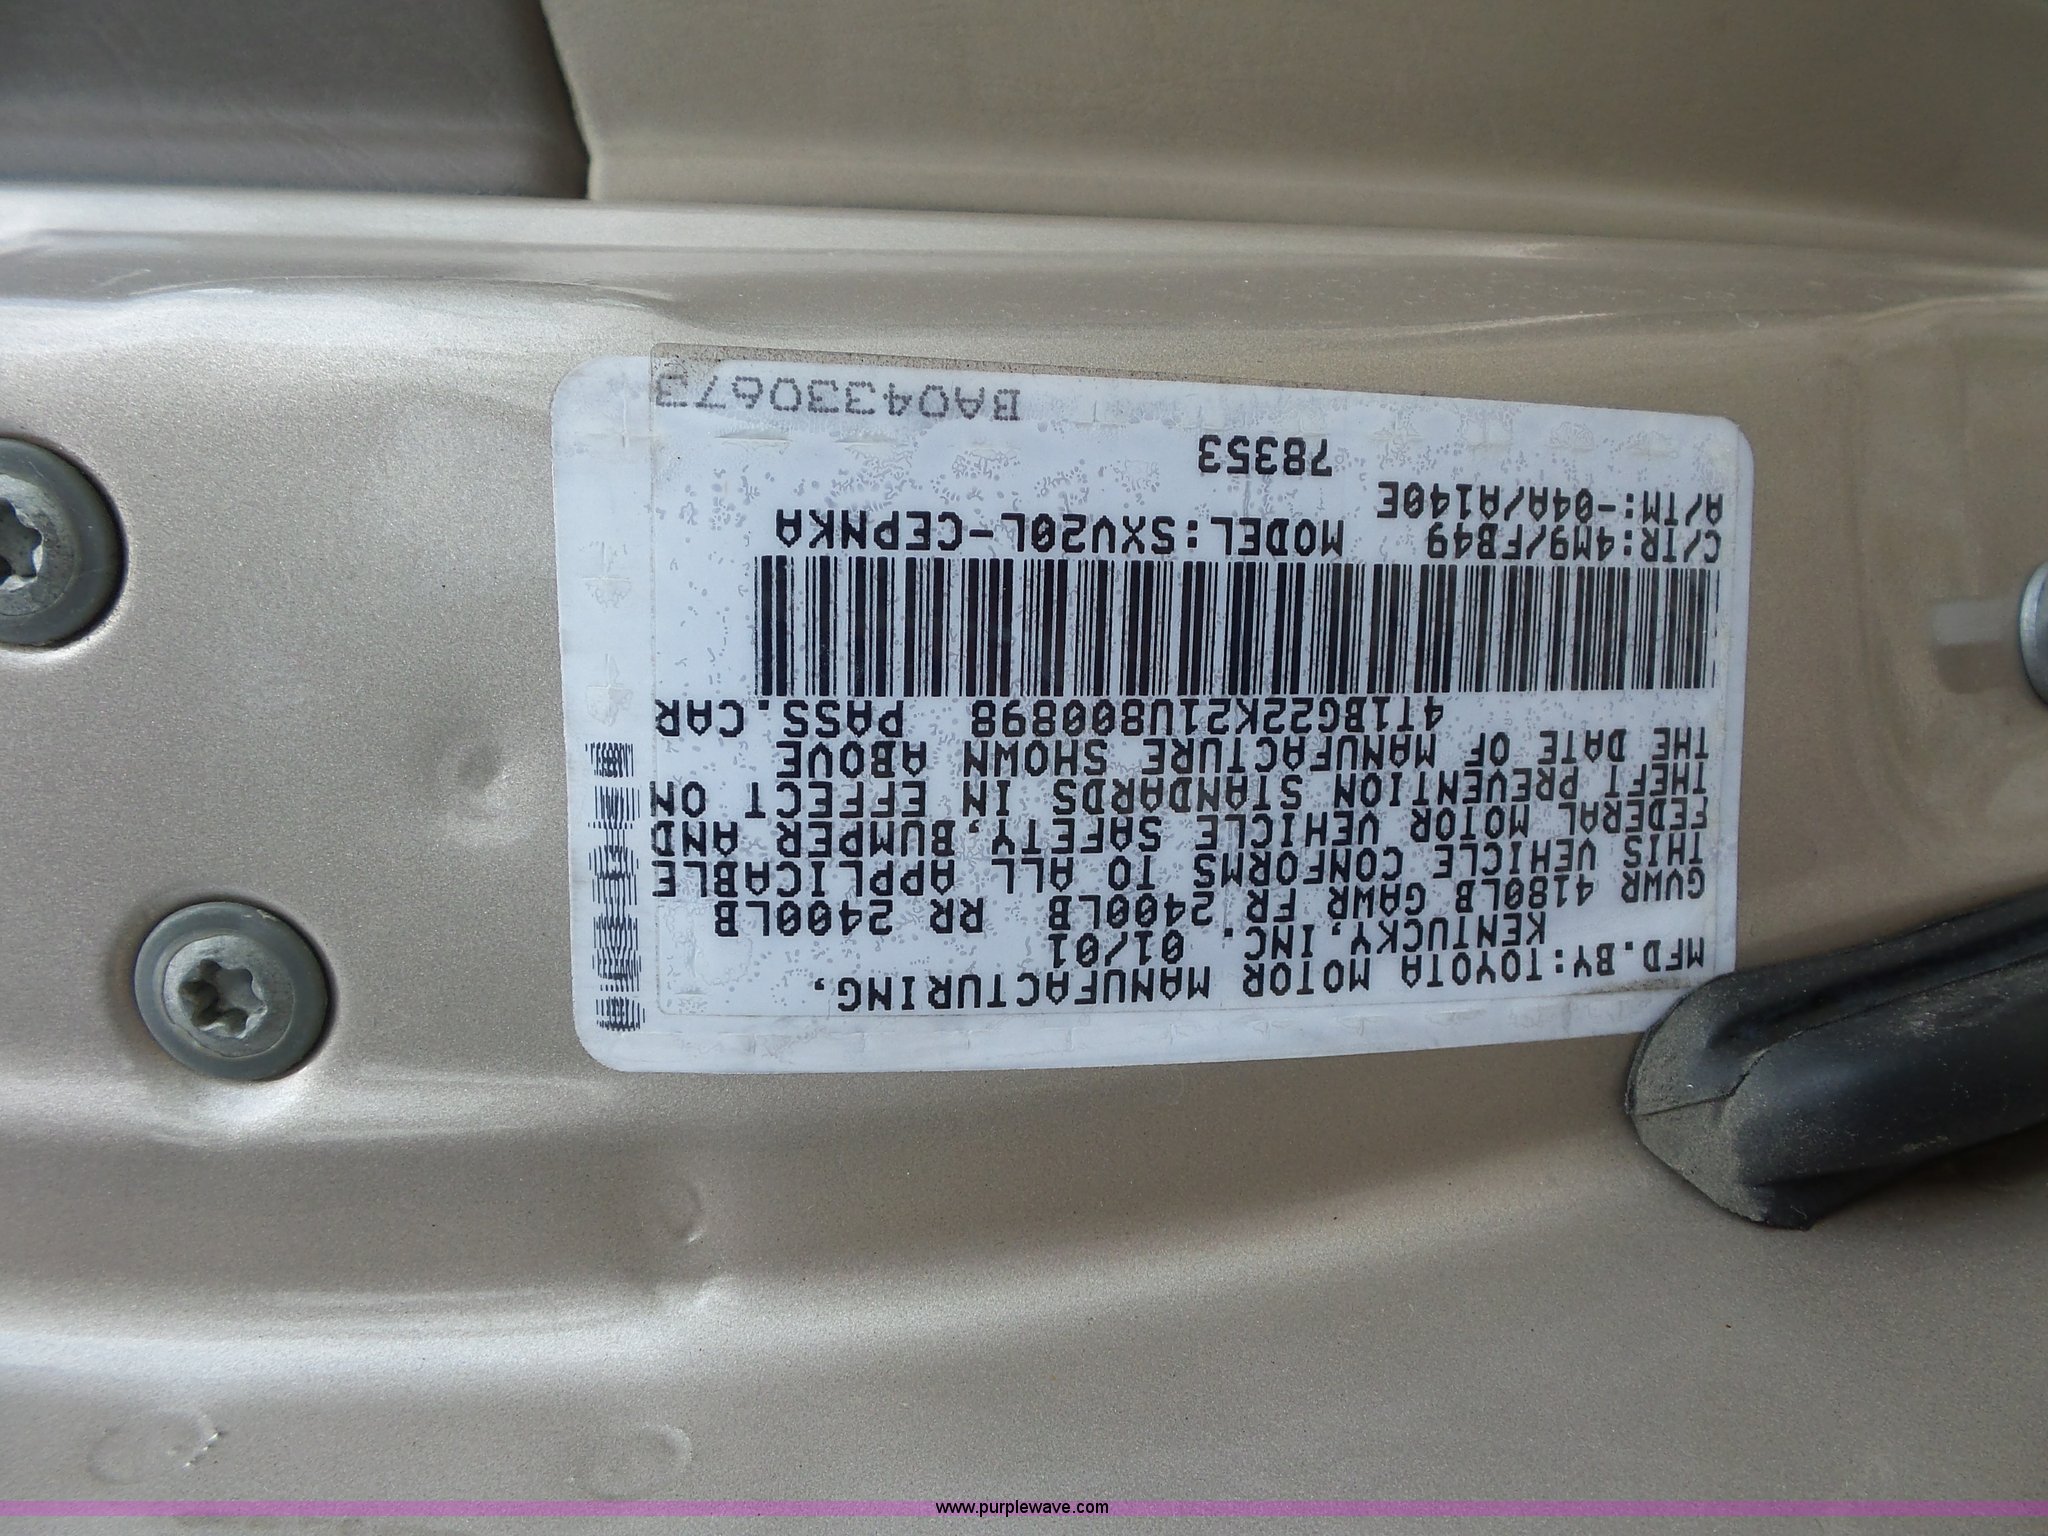 MFD.BY:TOYOTA MOTOR MANUFACTURING,
KENTUCKY,INC. 01/01
GVWR 4180LB GAWR FR 2400LB RR 2400LB
THIS VEHICLE CONFORMS TO ALL APPLICABLE
FEDERAL MOTOR VEHICLE SAFETY,BUMPER AND
THEFT PREVENTION STANDARDS IN EFFECT ON
THE DATE OF MANUFACTURE SHOWN ABOVE
4T1BG22K21U800898 PASS.CAR
C/TR:4M9/FB49 MODEL:SXV20L-CEPNKA
A/TM:-04A/A140E
78353
BA04330673
www.purplewave.com